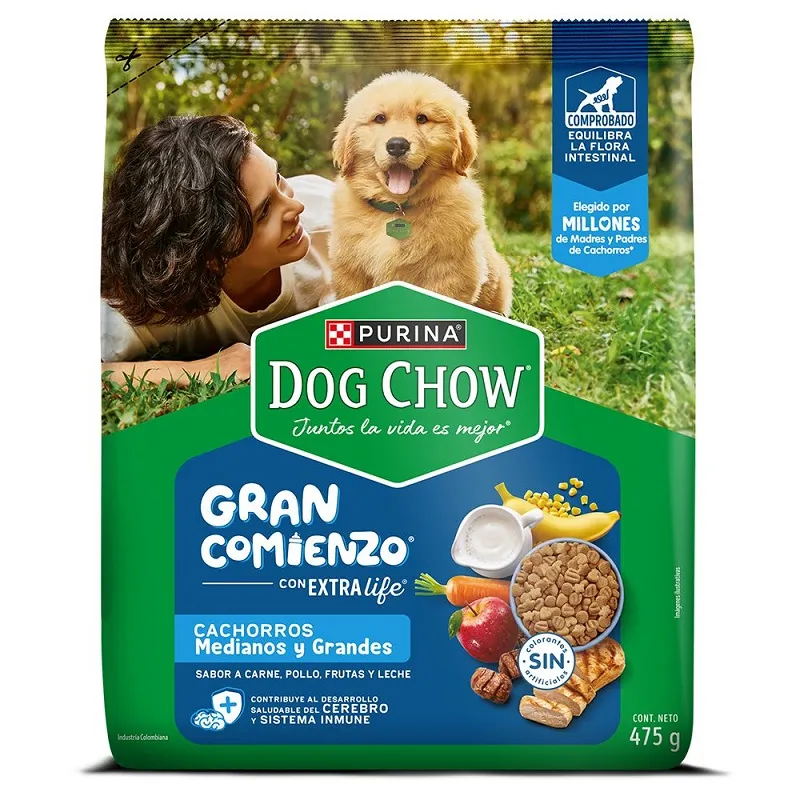 COMPROBADO
EQUILIBRA
LA FLORA
INTESTINAL
Elegido por
MILLONES
de Madres y Padres
de Cachorros*
PURINA®
DOG CHOW®
Juntos la vida es mejor®
GRAN
COMIENZO®
CON EXTRA life®
CACHORROS
Medianos y Grandes
SABOR A CARNE, POLLO, FRUTAS Y LECHE
CONTRIBUYE AL DESARROLLO
SALUDABLE DEL CEREBRO
Y SISTEMA INMUNE
SIN
colorantes
artificiales
Imágenes ilustrativas
Industria Colombiana
CONT. NETO
475 g